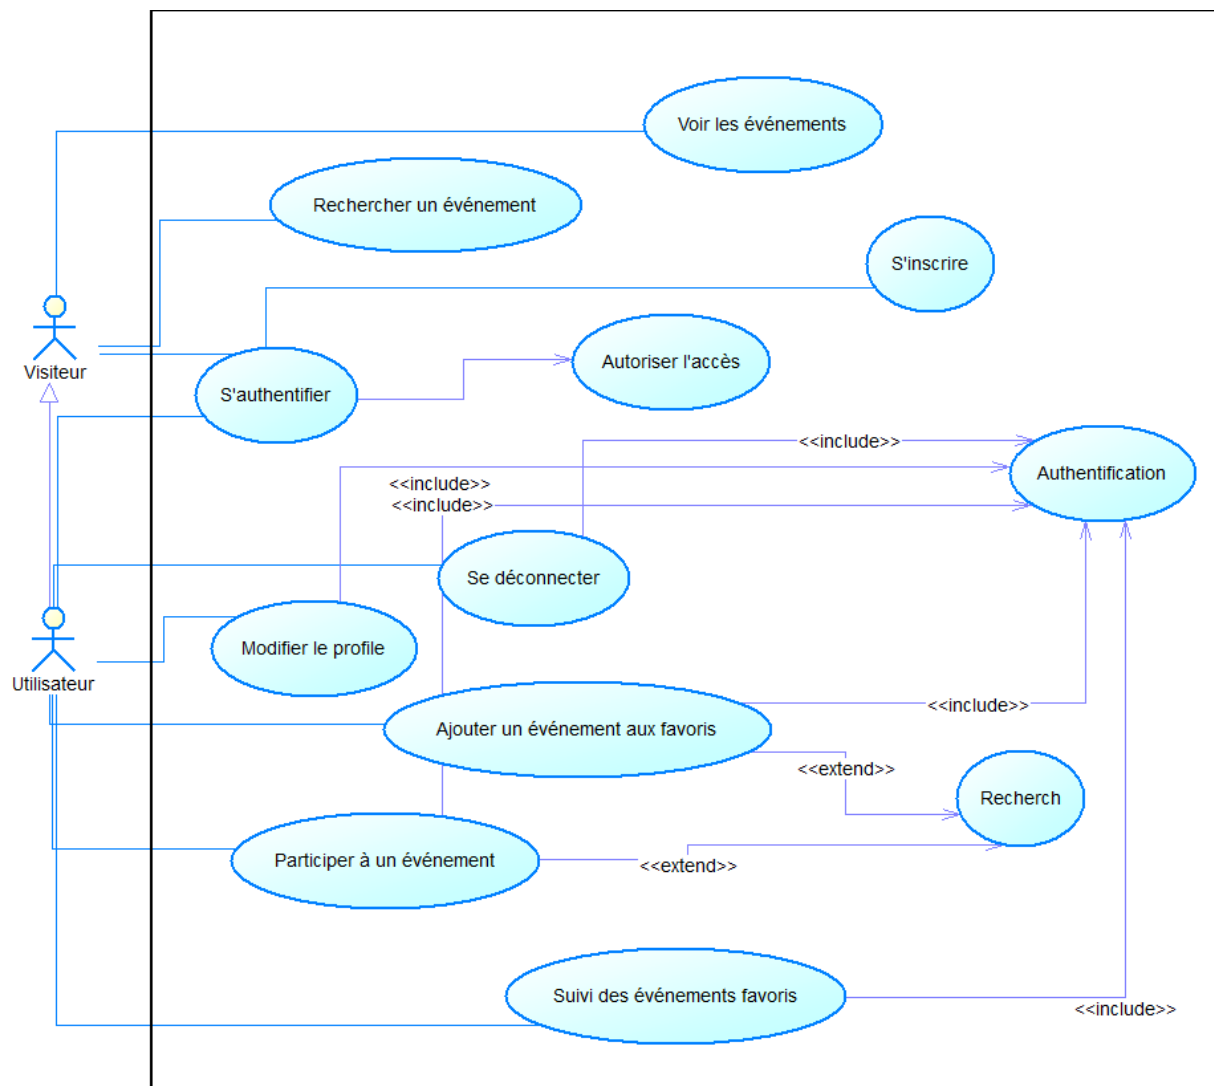 Voir les événements
Rechercher un événement
S'inscrire
Visiteur
Autoriser l'accès
S'authentifier
<<include>>
Authentification
<<include>>
<<include>>
Se déconnecter
Modifier le profile
Utilisateur
<<include>>
Ajouter un événement aux favoris
<<extend>>
Recherch
Participer à un événement
<<extend>>
Suivi des événements favoris
<<include>>